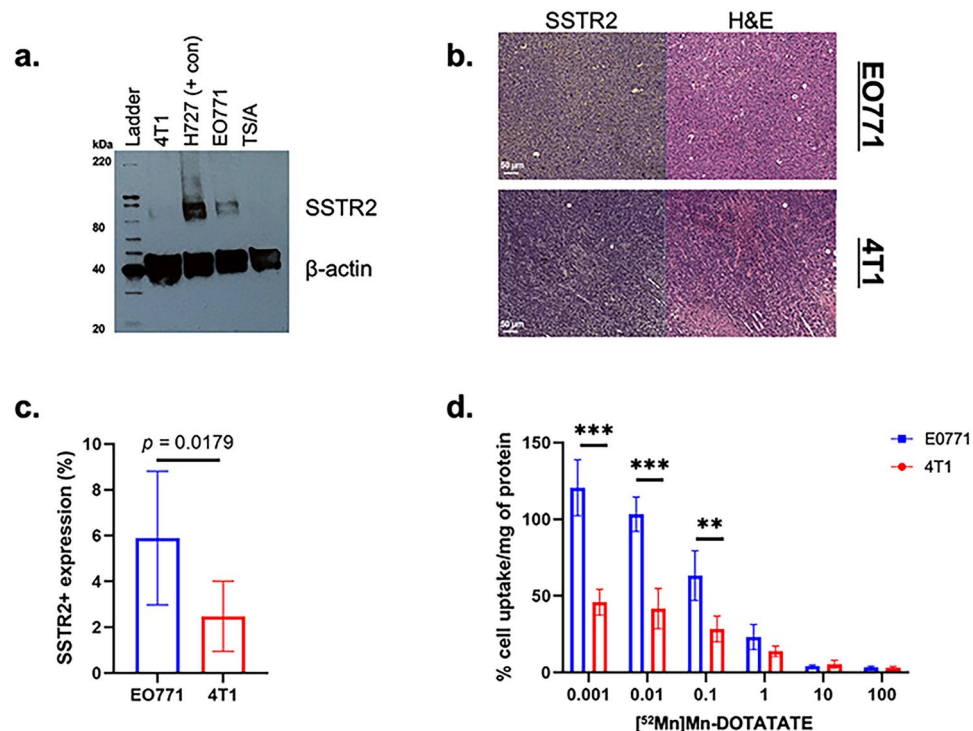 a.
Ladder
4T1
H727 (+ con)
EO771
TS/A
kDa
220
80
40
20
SSTR2
β-actin
b.
SSTR2 H&E
EO771
50 µm
4T1
50 µm
c.
p = 0.0179
SSTR2+ expression (%)
10
8
6
4
2
0
EO771 4T1
d.
% cell uptake/mg of protein
150
100
50
0
***
***
**
E0771
4T1
0.001 0.01 0.1 1 10 100
[⁵²Mn]Mn-DOTATATE